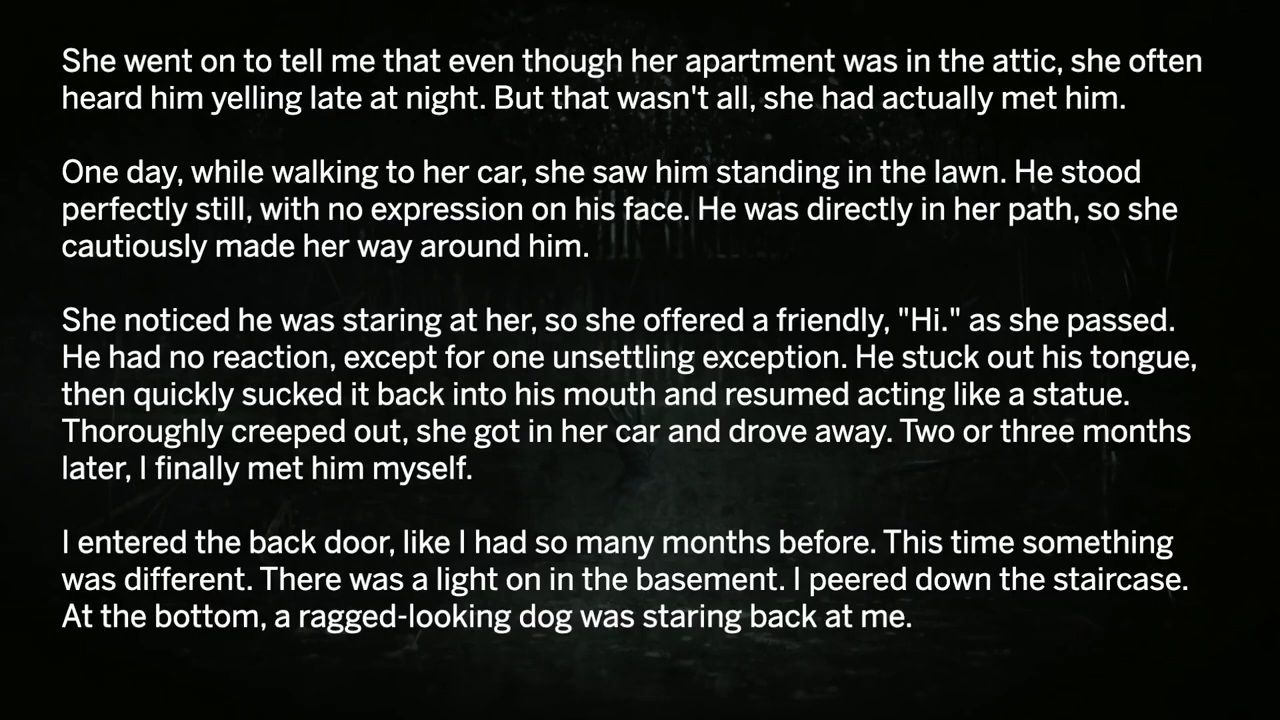 She went on to tell me that even though her apartment was in the attic, she often
heard him yelling late at night. But that wasn't all, she had actually met him.
One day, while walking to her car, she saw him standing in the lawn. He stood
perfectly still, with no expression on his face. He was directly in her path, so she
cautiously made her way around him.
She noticed he was staring at her, so she offered a friendly, "Hi." as she passed.
He had no reaction, except for one unsettling exception. He stuck out his tongue,
then quickly sucked it back into his mouth and resumed acting like a statue.
Thoroughly creeped out, she got in her car and drove away. Two or three months
later, I finally met him myself.
I entered the back door, like I had so many months before. This time something
was different. There was a light on in the basement. I peered down the staircase.
At the bottom, a ragged-looking dog was staring back at me.